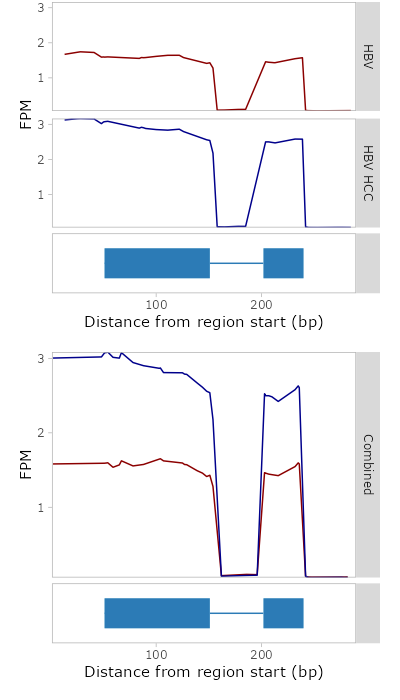 3
2
1
HBV
FPM
3
2
1
HBV HCC
100 200
Distance from region start (bp)
3
2
1
FPM
Combined
100 200
Distance from region start (bp)